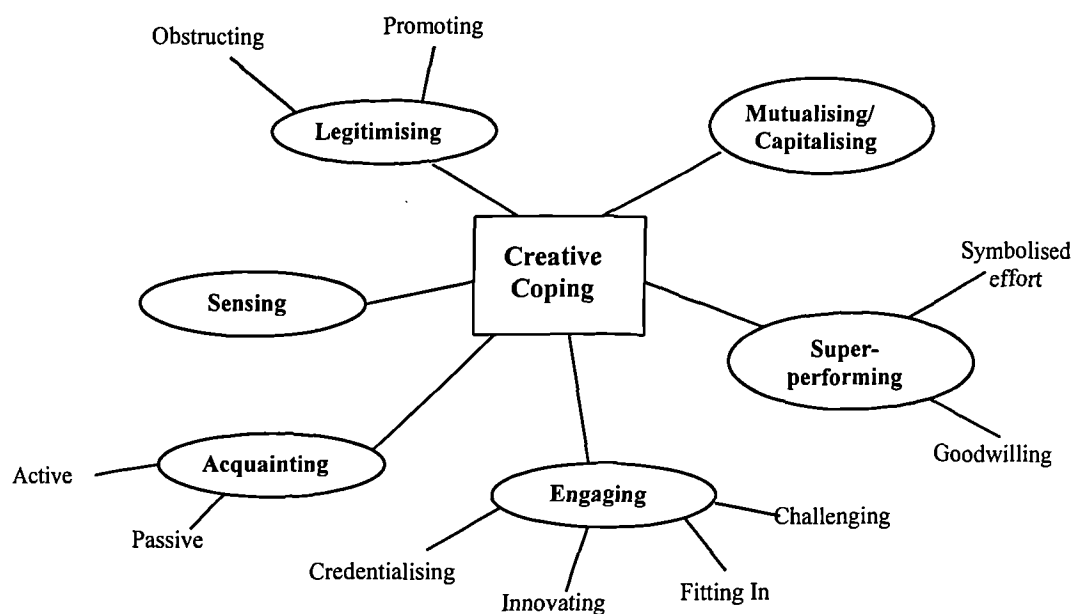 Obstructing
Promoting
Legitimising
Mutualising/
Capitalising
Creative
Coping
Sensing
Symbolised
effort
Super-
performing
Goodwilling
Acquainting
Active
Passive
Engaging
Challenging
Credentialising
Innovating
Fitting In